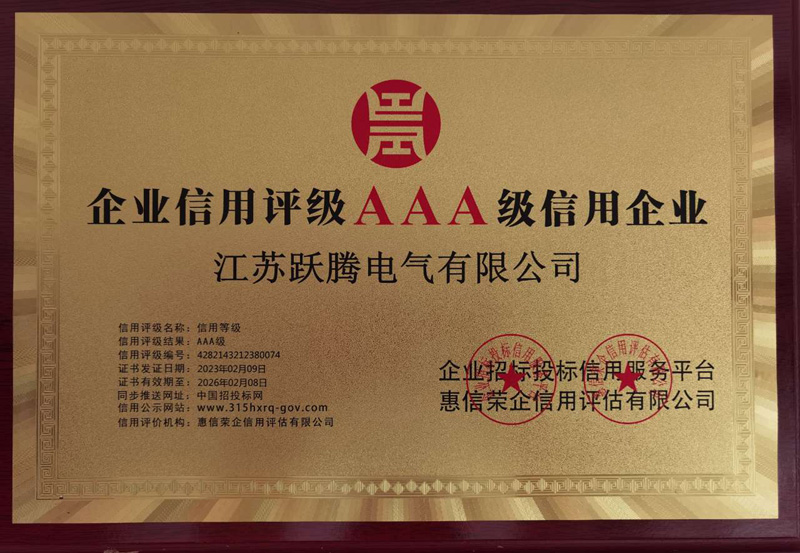 企业信用评级AAA级信用企业
江苏跃腾电气有限公司
信用评级名称：信用等级
信用评级结果：AAA级
信用评级编号：4282143212380074
证书发证日期：2023年02月09日
证书有效期至：2026年02月08日
同步推送网址：中国招投标网
信用公示网站：www.315hxrq-gov.com
信用评价机构：惠信荣企信用评估有限公司
企业招标投标信用服务平台
惠信荣企信用评估有限公司